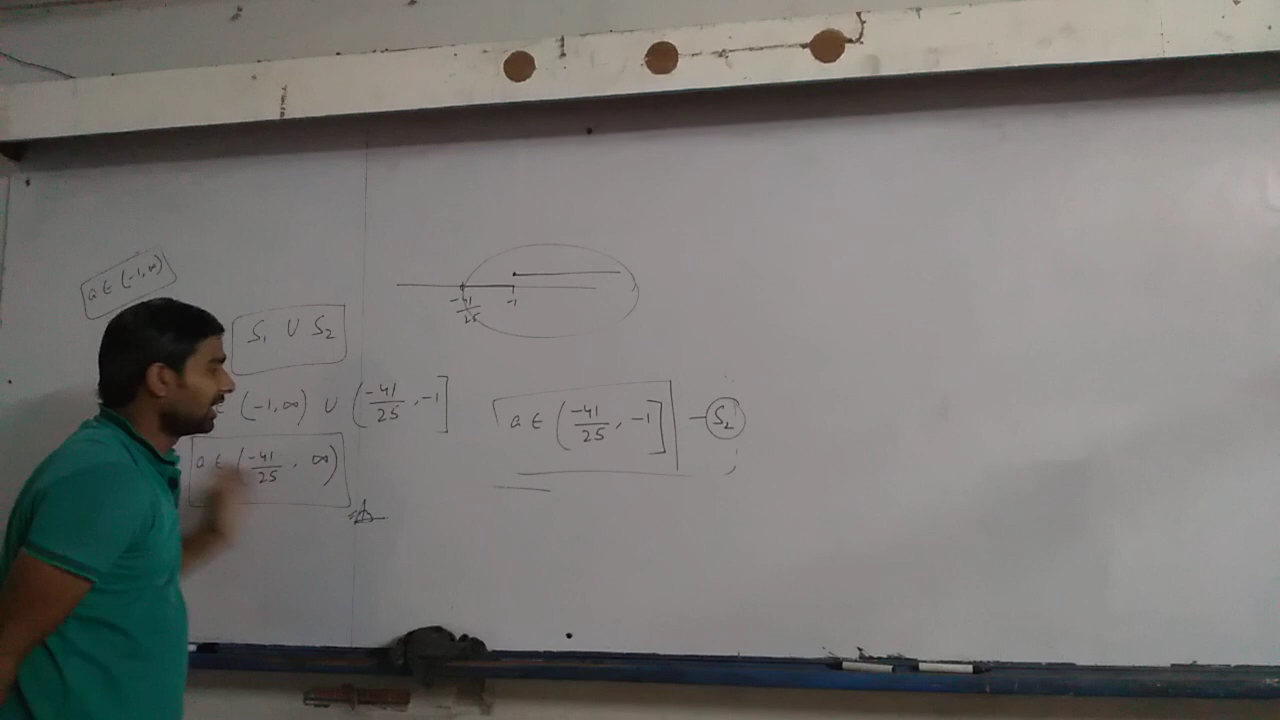 a ∈ (-1, ∞)
S₁ ∪ S₂
-41/25 -1
∈ (-1, ∞) ∪ (-41/25, -1]
a ∈ (-41/25, -1] - S₂
a ∈ (-41/25, ∞)